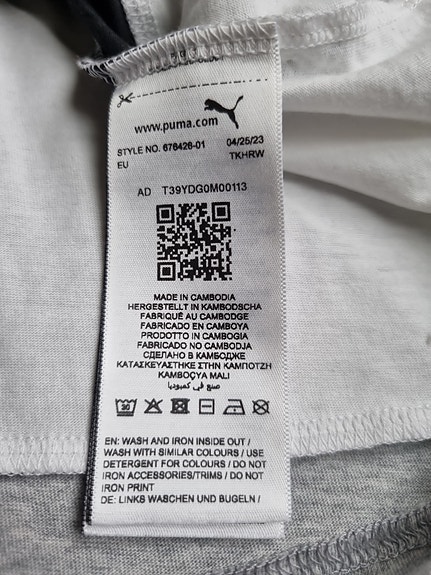 www.puma.com
STYLE NO. 678426-01 04/25/23
EU TKHRW
AD T39YDG0M00113
MADE IN CAMBODIA
HERGESTELLT IN KAMBODSCHA
FABRIQUÉ AU CAMBODGE
FABRICADO EN CAMBOYA
PRODOTTO IN CAMBOGIA
FABRICADO NO CAMBODJA
СДЕЛАНО В КАМБОДЖЕ
ΚΑΤΑΣΚΕΥΑΣΤΗΚΕ ΣΤΗΝ ΚΑΜΠΟΤΖΗ
KAMBOÇYA MALI
صنع في كمبوديا
30
EN: WASH AND IRON INSIDE OUT /
WASH WITH SIMILAR COLOURS / USE
DETERGENT FOR COLOURS / DO NOT
IRON ACCESSORIES/TRIMS / DO NOT
IRON PRINT
DE: LINKS WASCHEN UND BUGELN /